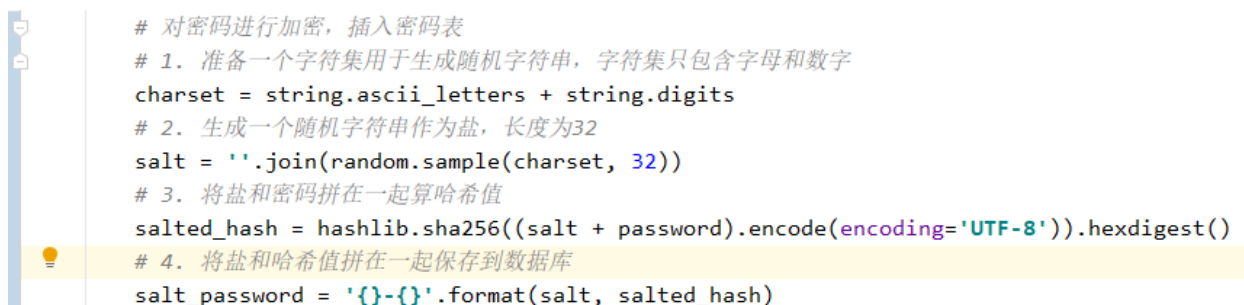 # 对密码进行加密，插入密码表
# 1. 准备一个字符集用于生成随机字符串，字符集只包含字母和数字
charset = string.ascii_letters + string.digits
# 2. 生成一个随机字符串作为盐，长度为32
salt = ''.join(random.sample(charset, 32))
# 3. 将盐和密码拼在一起算哈希值
salted_hash = hashlib.sha256((salt + password).encode(encoding='UTF-8')).hexdigest()
# 4. 将盐和哈希值拼在一起保存到数据库
salt_password = '{}-{}'.format(salt, salted_hash)